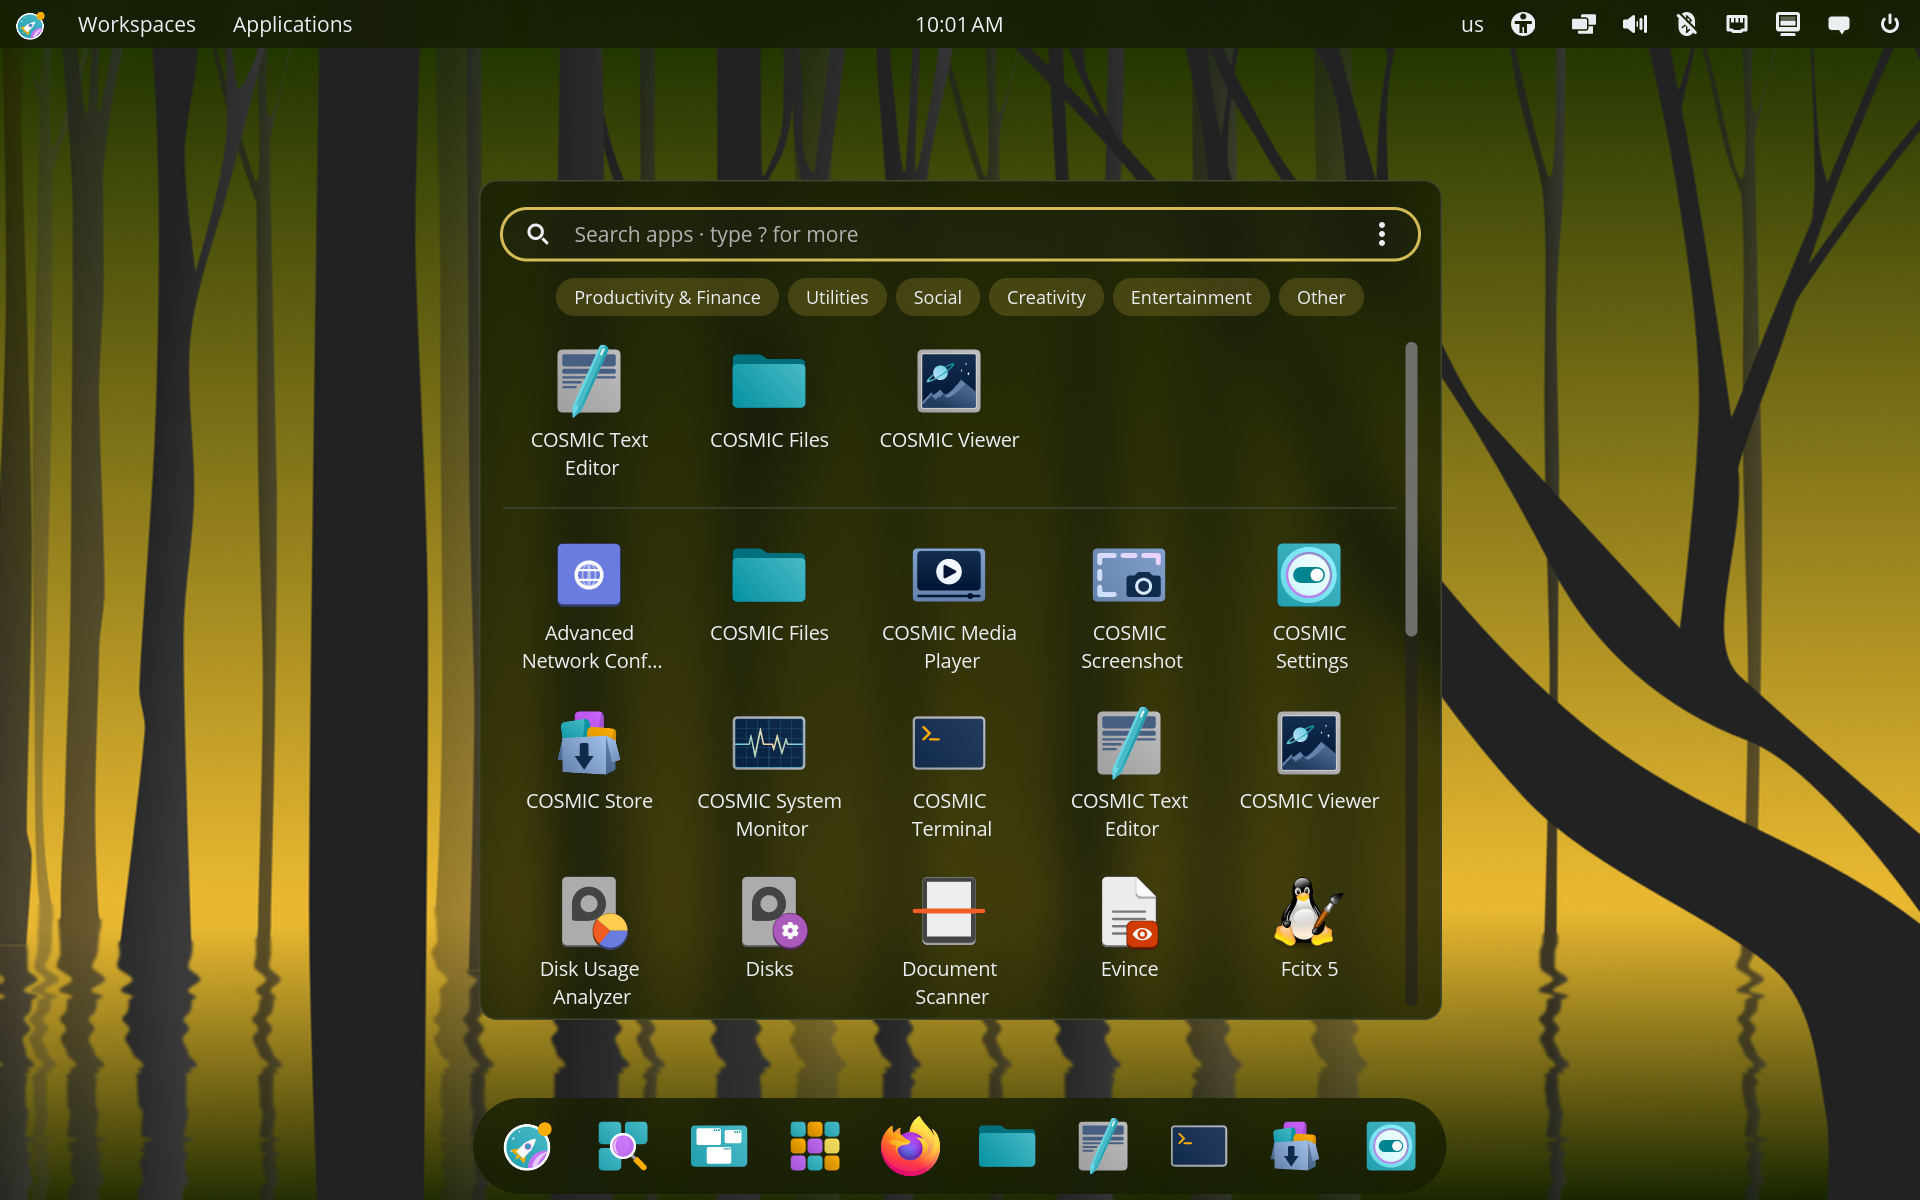 Workspaces
Applications
10:01 AM
us
Search apps · type ? for more
Productivity & Finance
Utilities
Social
Creativity
Entertainment
Other
COSMIC Text
Editor
COSMIC Files
COSMIC Viewer
Advanced
Network Conf...
COSMIC Files
COSMIC Media
Player
COSMIC
Screenshot
COSMIC
Settings
COSMIC Store
COSMIC System
Monitor
COSMIC
Terminal
COSMIC Text
Editor
COSMIC Viewer
Disk Usage
Analyzer
Disks
Document
Scanner
Evince
Fcitx 5